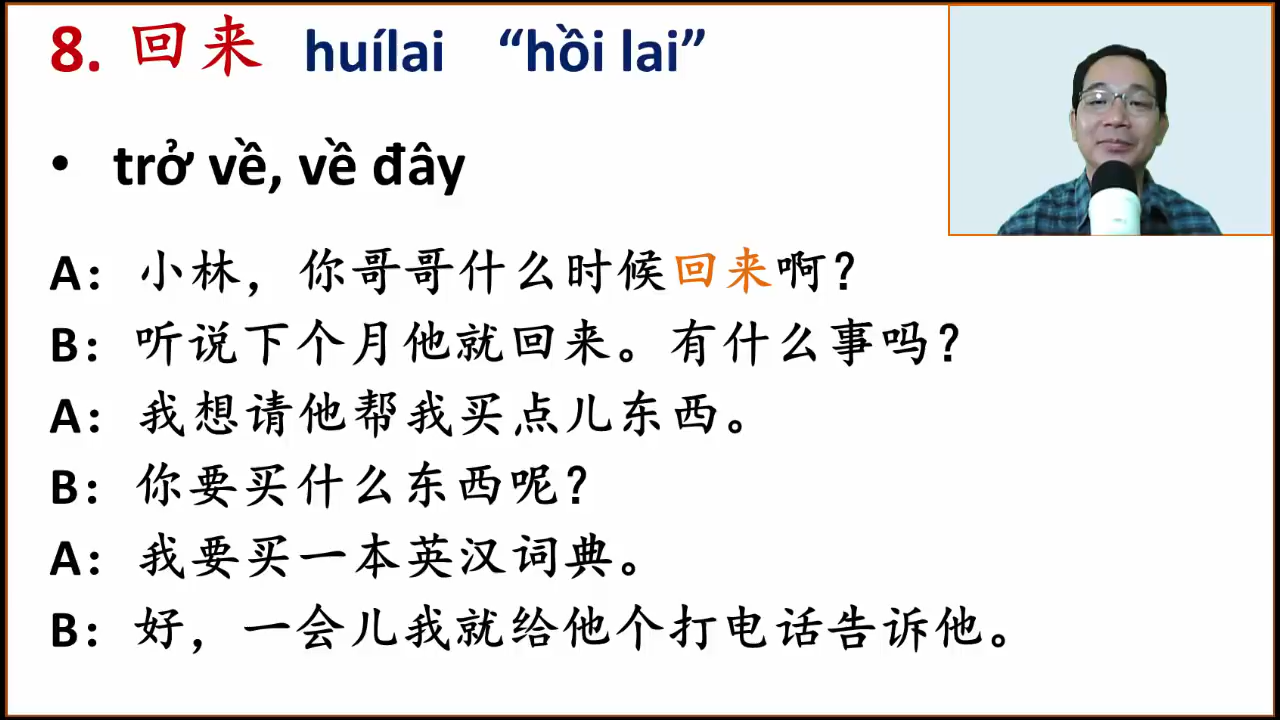 8. 回来 huílai “hồi lai”
• trở về, về đây
A: 小林，你哥哥什么时候回来啊？
B: 听说下个月他就回来。有什么事吗？
A: 我想请他帮我买点儿东西。
B: 你要买什么东西呢？
A: 我要买一本英汉词典。
B: 好，一会儿我就给他个打电话告诉他。